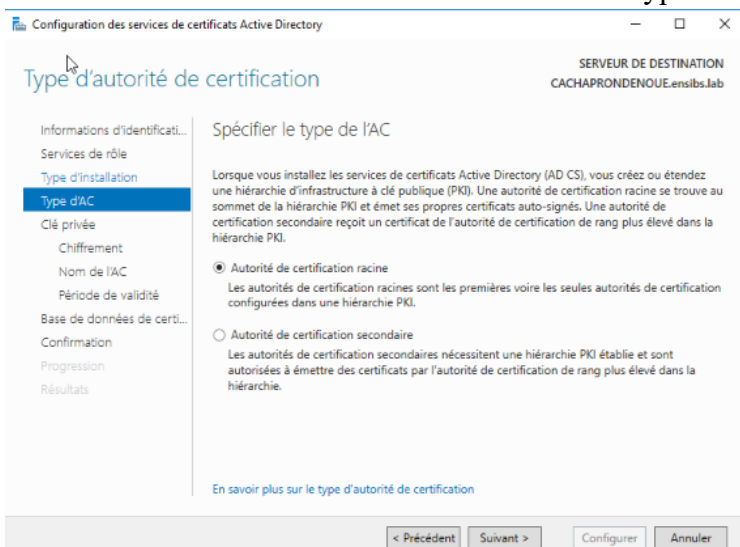 Configuration des services de certificats Active Directory
Type d'autorité de certification
SERVEUR DE DESTINATION
CACHAPRONDENOUE.ensibs.lab
Informations d'identificati...
Services de rôle
Type d'installation
Type d'AC
Clé privée
Chiffrement
Nom de l'AC
Période de validité
Base de données de certi...
Confirmation
Progression
Résultats
Spécifier le type de l'AC
Lorsque vous installez les services de certificats Active Directory (AD CS), vous créez ou étendez
une hiérarchie d'infrastructure à clé publique (PKI). Une autorité de certification racine se trouve au
sommet de la hiérarchie PKI et émet ses propres certificats auto-signés. Une autorité de
certification secondaire reçoit un certificat de l'autorité de certification de rang plus élevé dans la
hiérarchie PKI.
Autorité de certification racine
Les autorités de certification racines sont les premières voire les seules autorités de certification
configurées dans une hiérarchie PKI.
Autorité de certification secondaire
Les autorités de certification secondaires nécessitent une hiérarchie PKI établie et sont
autorisées à émettre des certificats par l'autorité de certification de rang plus élevé dans la
hiérarchie.
En savoir plus sur le type d'autorité de certification
< Précédent
Suivant >
Configurer
Annuler